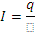 I = q/□